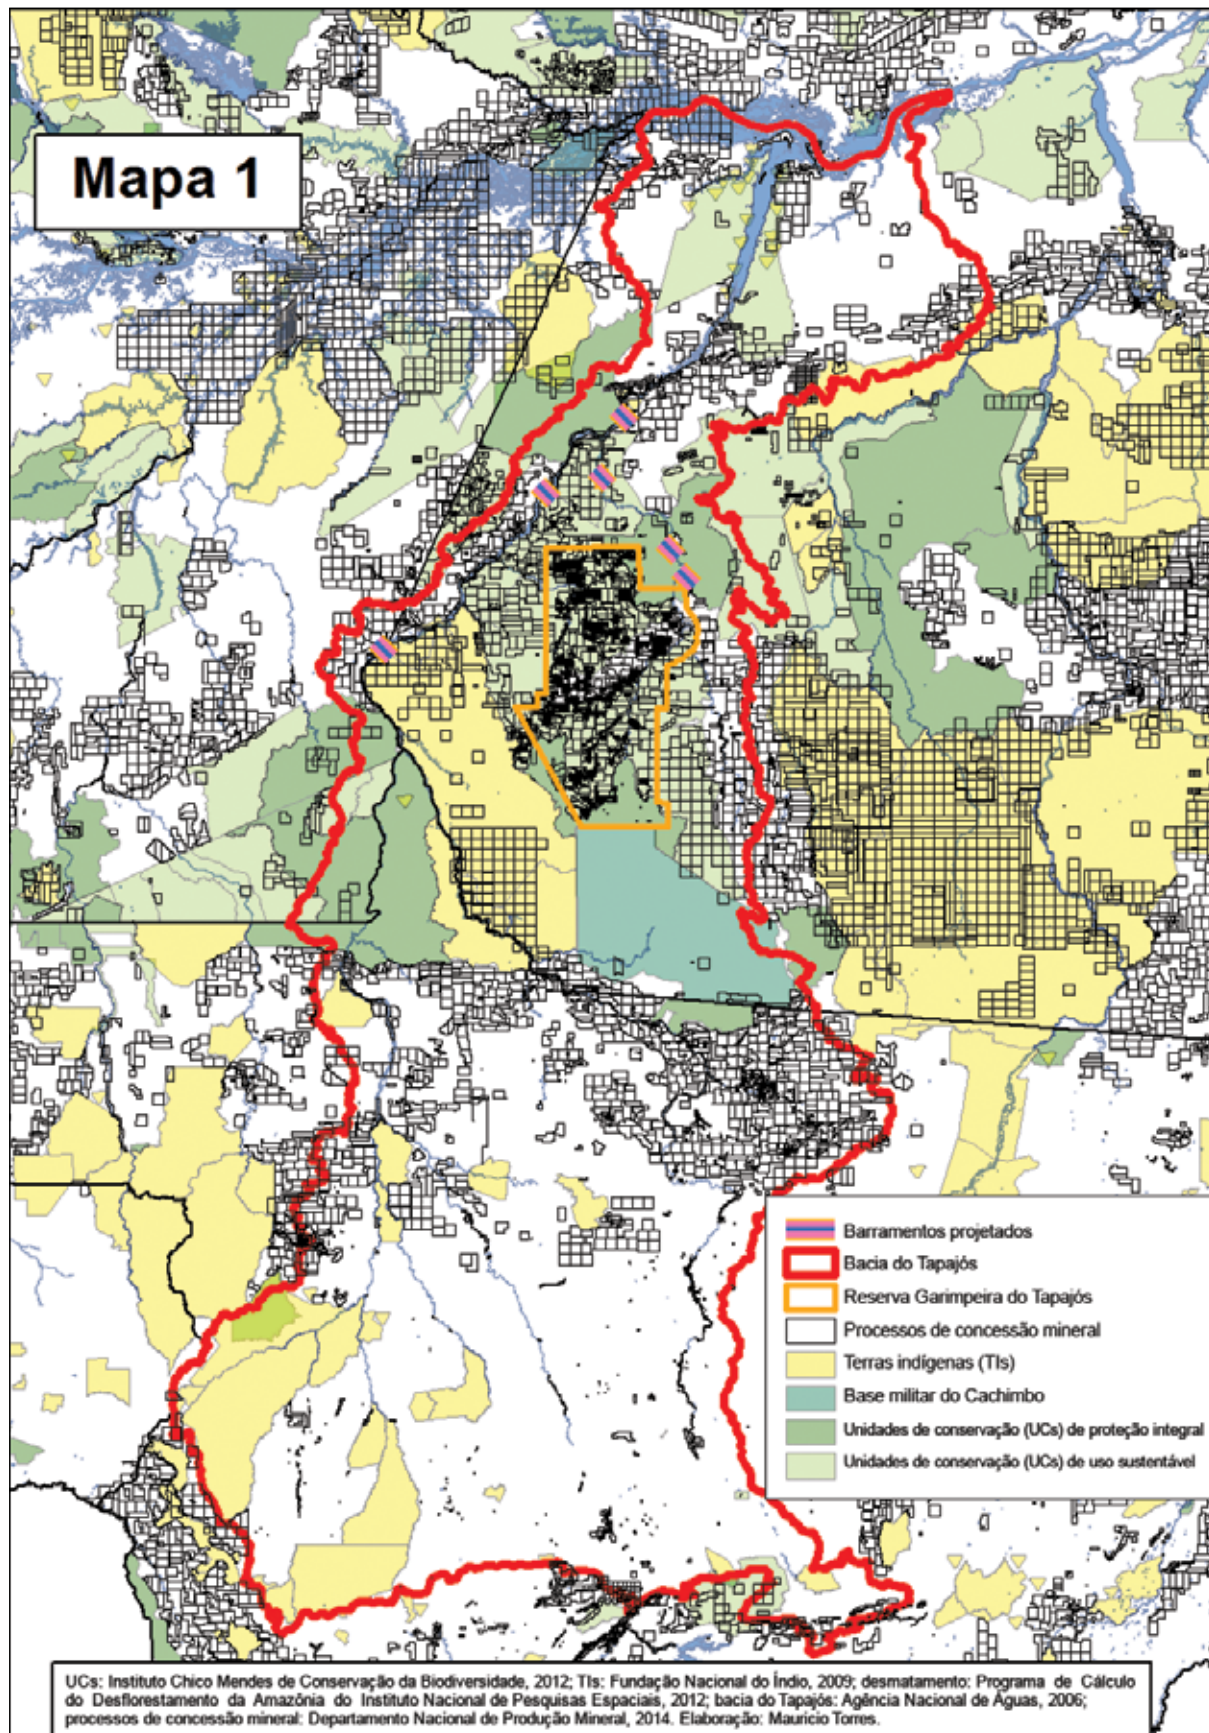 Mapa 1
Barramentos projetados
Bacia do Tapajós
Reserva Garimpeira do Tapajós
Processos de concessão mineral
Terras indígenas (TIs)
Base militar do Cachimbo
Unidades de conservação (UCs) de proteção integral
Unidades de conservação (UCs) de uso sustentável
UCs: Instituto Chico Mendes de Conservação da Biodiversidade, 2012; TIs: Fundação Nacional do Índio, 2009; desmatamento: Programa de Cálculo
do Desflorestamento da Amazônia do Instituto Nacional de Pesquisas Espaciais, 2012; bacia do Tapajós: Agência Nacional de Águas, 2006;
processos de concessão mineral: Departamento Nacional de Produção Mineral, 2014. Elaboração: Mauricio Torres.